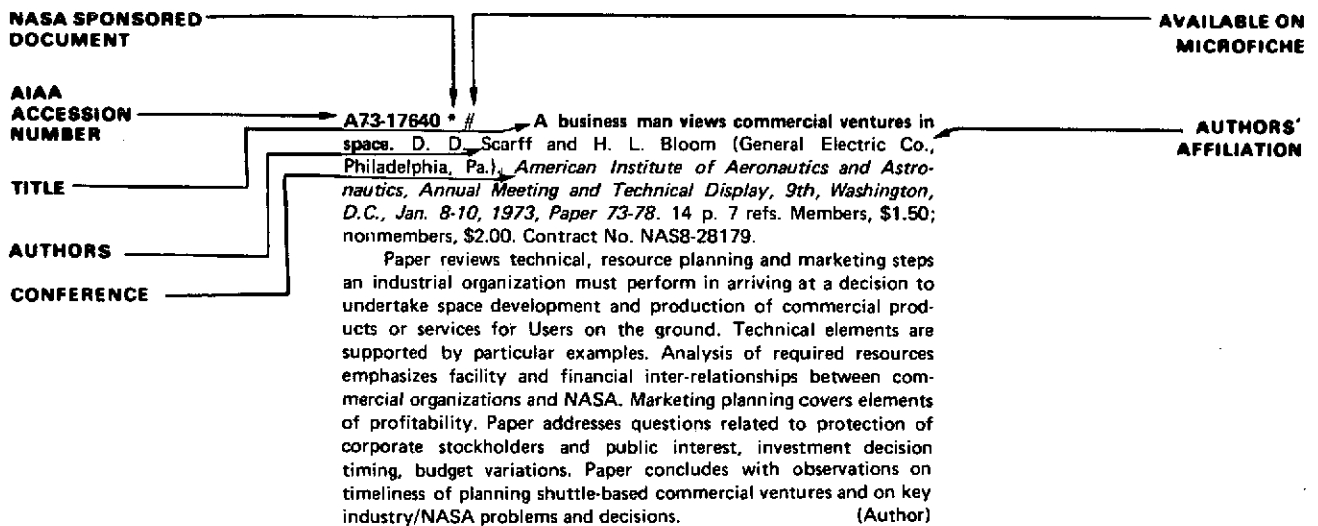 NASA SPONSORED
DOCUMENT
AVAILABLE ON
MICROFICHE
AIAA
ACCESSION
NUMBER
TITLE
AUTHORS
CONFERENCE
AUTHORS'
AFFILIATION
A73-17640 * # A business man views commercial ventures in
space. D. D. Scarff and H. L. Bloom (General Electric Co.,
Philadelphia, Pa.). American Institute of Aeronautics and Astro-
nautics, Annual Meeting and Technical Display, 9th, Washington,
D.C., Jan. 8-10, 1973, Paper 73-78. 14 p. 7 refs. Members, $1.50;
nonmembers, $2.00. Contract No. NAS8-28179.
Paper reviews technical, resource planning and marketing steps
an industrial organization must perform in arriving at a decision to
undertake space development and production of commercial prod-
ucts or services for Users on the ground. Technical elements are
supported by particular examples. Analysis of required resources
emphasizes facility and financial inter-relationships between com-
mercial organizations and NASA. Marketing planning covers elements
of profitability. Paper addresses questions related to protection of
corporate stockholders and public interest, investment decision
timing, budget variations. Paper concludes with observations on
timeliness of planning shuttle-based commercial ventures and on key
industry/NASA problems and decisions. (Author)